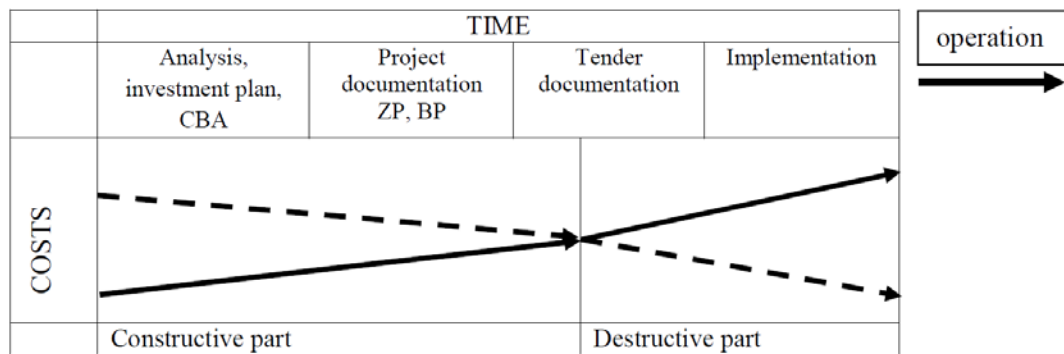 TIME
operation
Analysis,
investment plan,
CBA
Project
documentation
ZP, BP
Tender
documentation
Implementation
COSTS
Constructive part
Destructive part